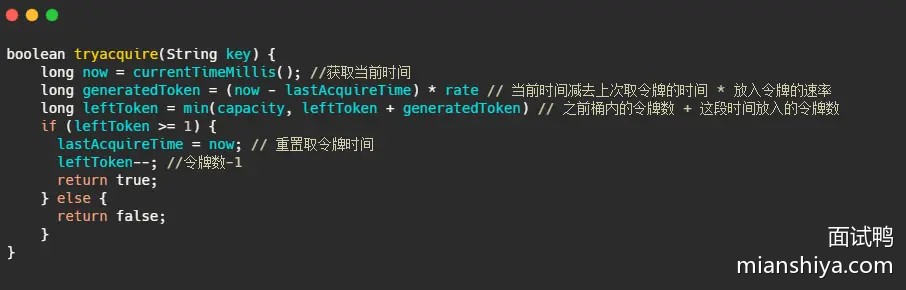 boolean tryacquire(String key) {
    long now = currentTimeMillis(); //获取当前时间
    long generatedToken = (now - lastAcquireTime) * rate // 当前时间减去上次取令牌的时间 * 放入令牌的速率
    long leftToken = min(capacity, leftToken + generatedToken) // 之前桶内的令牌数 + 这段时间放入的令牌数
    if (leftToken >= 1) {
      lastAcquireTime = now; // 重置取令牌时间
      leftToken--; //令牌数-1
      return true;
    } else {
      return false;
    }
}
面试鸭
mianshiya.com